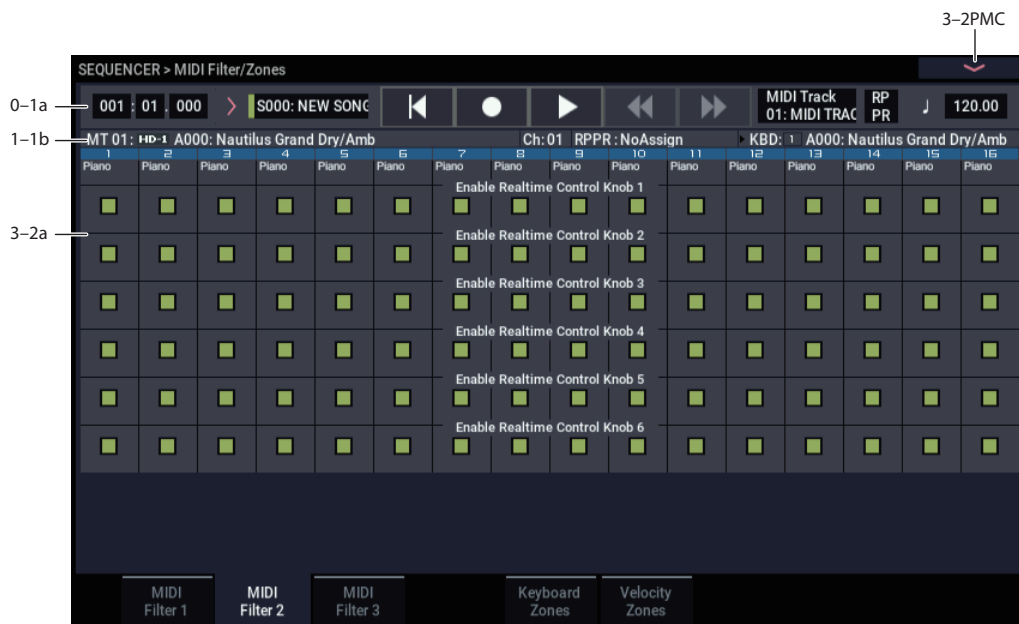 3–2PMC
SEQUENCER > MIDI Filter/Zones
0–1a
001 : 01 . 000
S000: NEW SONG
MIDI Track
01: MIDI TRAC
RP
PR
♩ 120.00
1–1b
MT 01: HD-1 A000: Nautilus Grand Dry/Amb Ch: 01 RPPR : NoAssign KBD: 1 A000: Nautilus Grand Dry/Amb
1 2 3 4 5 6 7 8 9 10 11 12 13 14 15 16
Piano Piano Piano Piano Piano Piano Piano Piano Piano Piano Piano Piano Piano Piano Piano Piano
Enable Realtime Control Knob 1
3–2a
Enable Realtime Control Knob 2
Enable Realtime Control Knob 3
Enable Realtime Control Knob 4
Enable Realtime Control Knob 5
Enable Realtime Control Knob 6
MIDI
Filter 1
MIDI
Filter 2
MIDI
Filter 3
Keyboard
Zones
Velocity
Zones